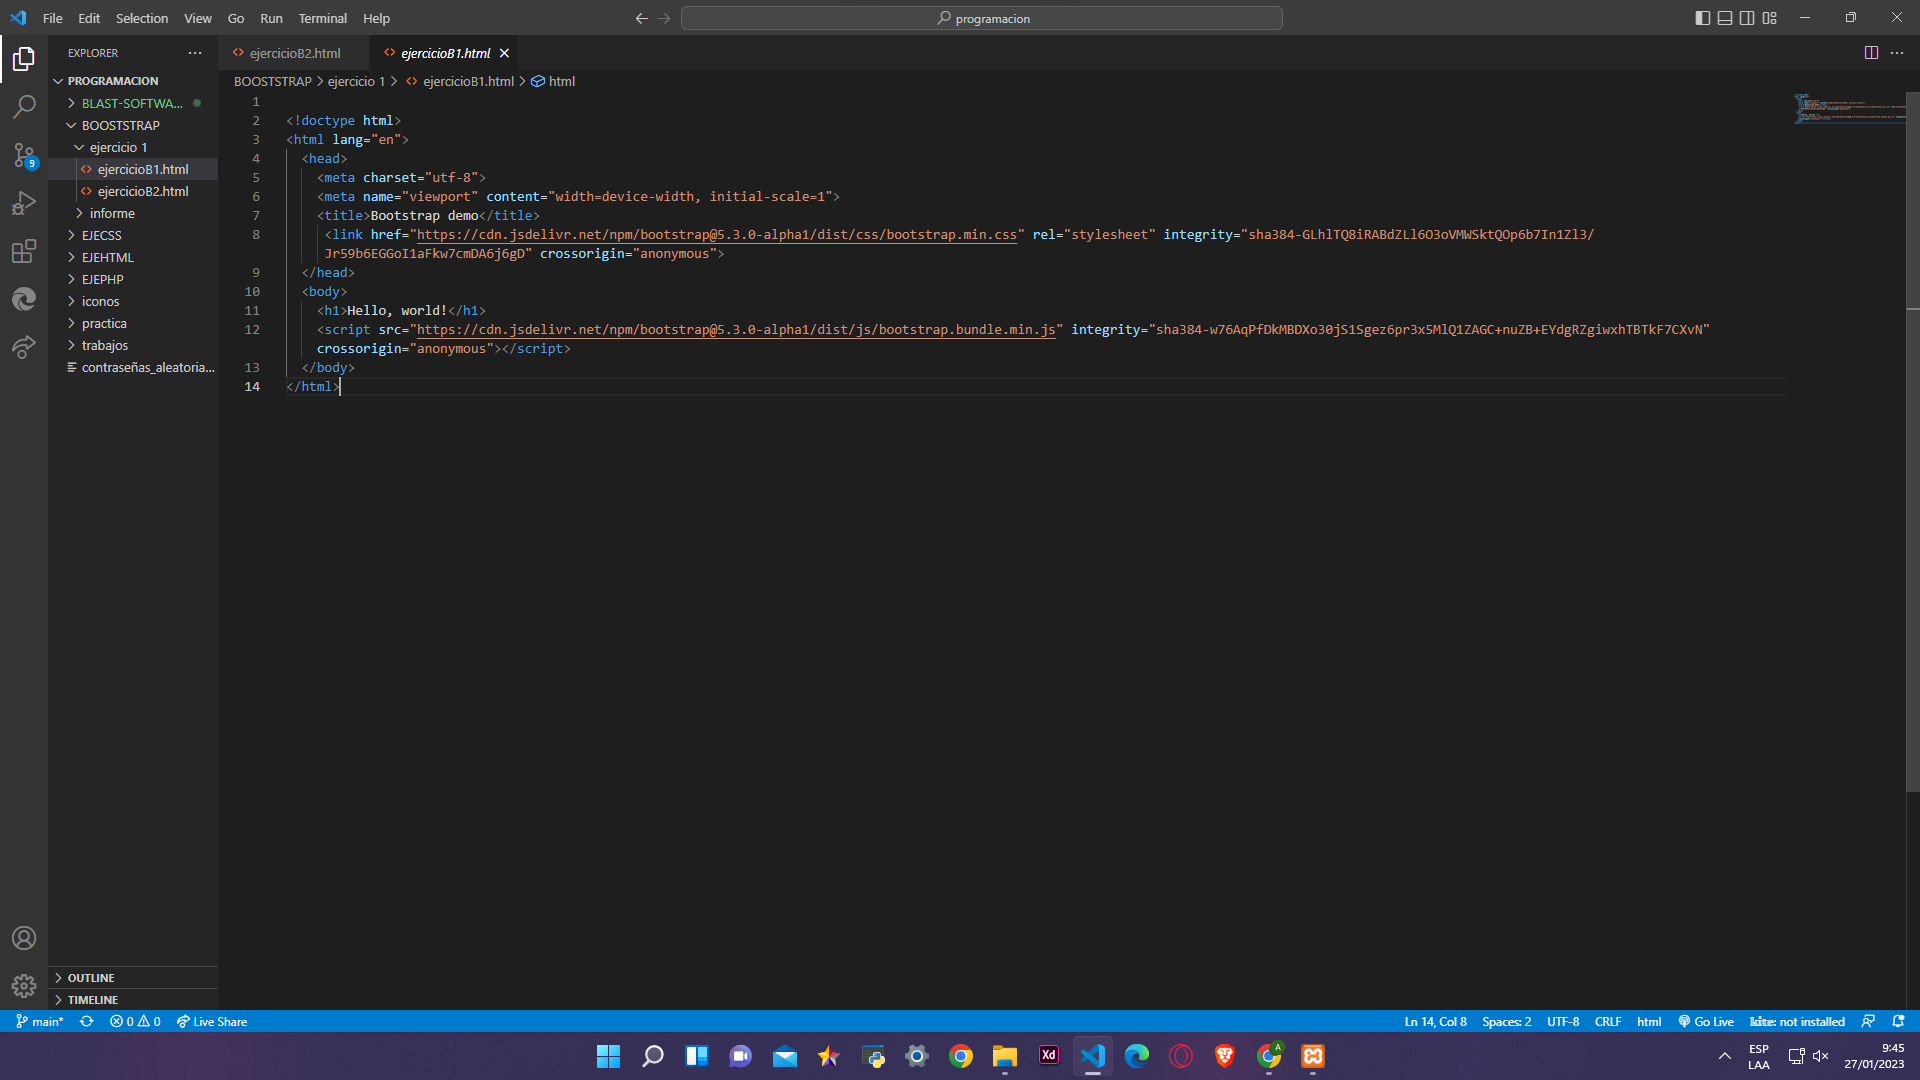 File Edit Selection View Go Run Terminal Help
programacion
EXPLORER
PROGRAMACION
BLAST-SOFTWA...
BOOSTSTRAP
ejercicio 1
ejercicioB1.html
ejercicioB2.html
informe
EJECSS
EJEHTML
EJEPHP
iconos
practica
trabajos
contraseñas_aleatoria...
OUTLINE
TIMELINE
9
ejercicioB2.html ejercicioB1.html
BOOSTSTRAP > ejercicio 1 > ejercicioB1.html > html
1
2 <!doctype html>
3 <html lang="en">
4 <head>
5 <meta charset="utf-8">
6 <meta name="viewport" content="width=device-width, initial-scale=1">
7 <title>Bootstrap demo</title>
8 <link href="https://cdn.jsdelivr.net/npm/bootstrap@5.3.0-alpha1/dist/css/bootstrap.min.css" rel="stylesheet" integrity="sha384-GLhlTQ8iRABdZLl6O3oVMWSktQOp6b7In1Zl3/
Jr59b6EGGoI1aFkw7cmDA6j6gD" crossorigin="anonymous">
9 </head>
10 <body>
11 <h1>Hello, world!</h1>
12 <script src="https://cdn.jsdelivr.net/npm/bootstrap@5.3.0-alpha1/dist/js/bootstrap.bundle.min.js" integrity="sha384-w76AqPfDkMBDXo30jS1Sgez6pr3x5MlQ1ZAGC+nuZB+EYdgRZgiwxhTBTkF7CXvN"
crossorigin="anonymous"></script>
13 </body>
14 </html>
main* 0 0 Live Share
Ln 14, Col 8 Spaces: 2 UTF-8 CRLF html Go Live kite: not installed
Xd
A
ESP
LAA
9:45
27/01/2023